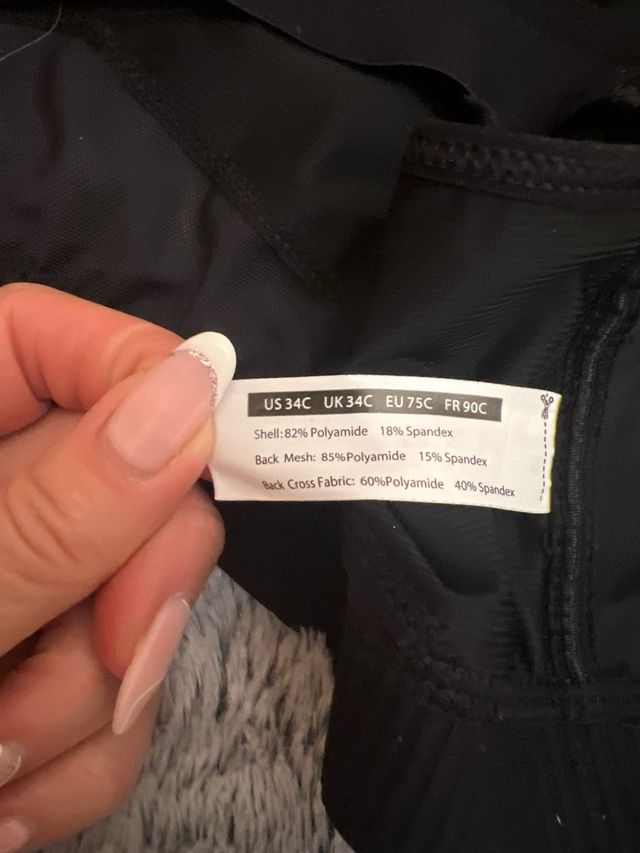 US 34C UK 34C EU 75C FR 90C
Shell:82% Polyamide 18% Spandex
Back Mesh: 85%Polyamide 15% Spandex
Back Cross Fabric: 60%Polyamide 40% Spandex